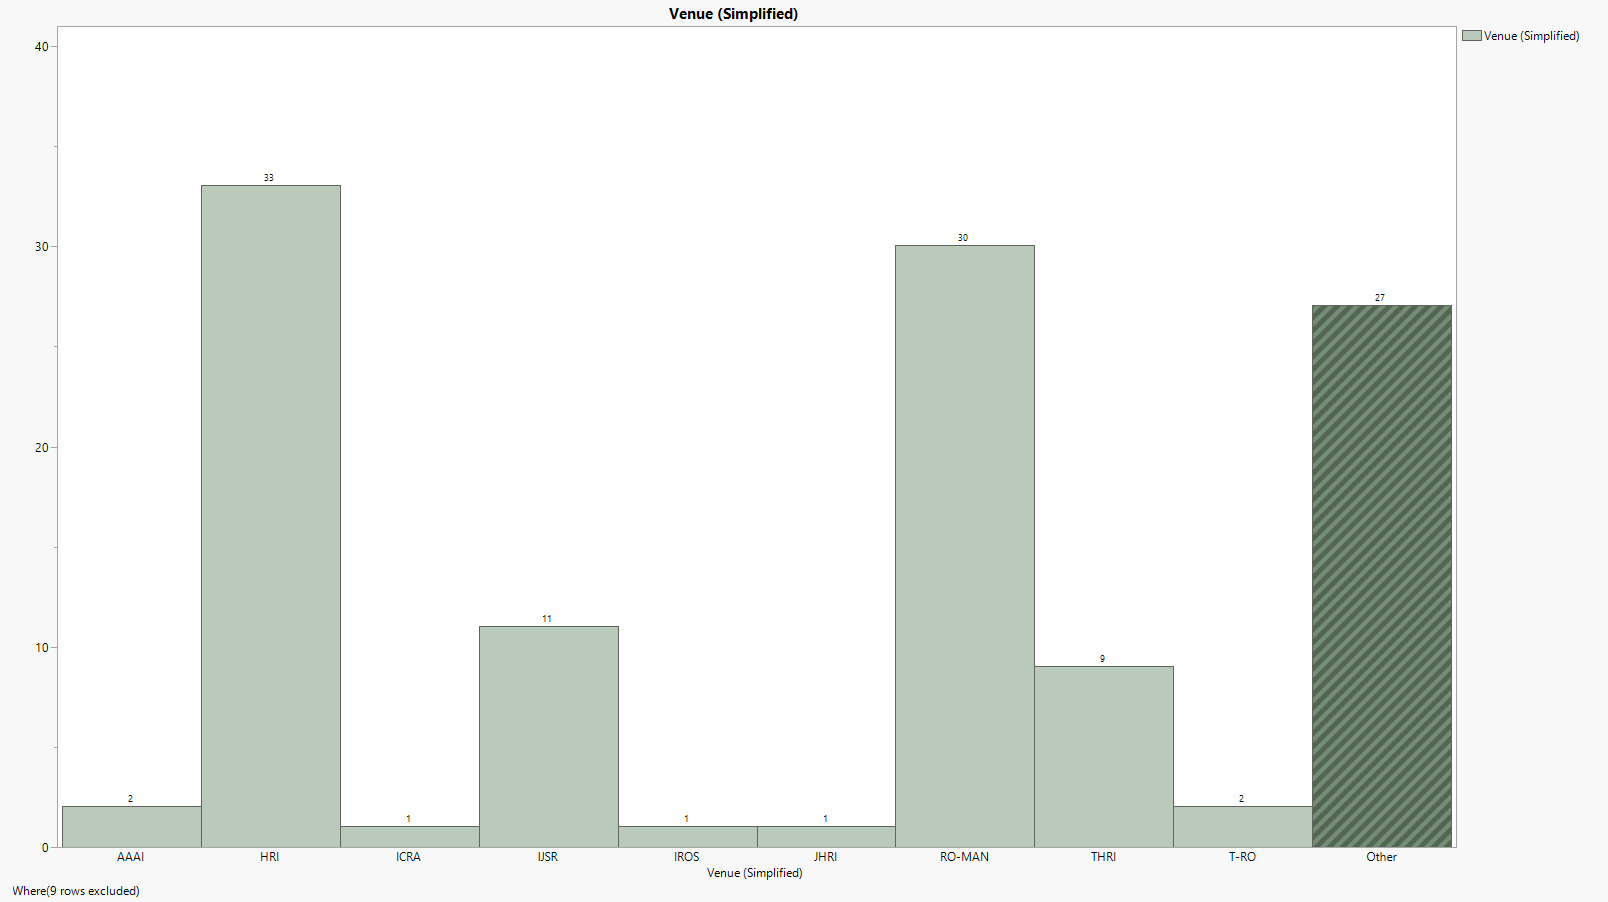 Venue (Simplified)
Venue (Simplified)
40
30
20
10
0
2
33
1
11
1
1
30
9
2
27
AAAI
HRI
ICRA
IJSR
IROS
JHRI
RO-MAN
THRI
T-RO
Other
Venue (Simplified)
Where(9 rows excluded)